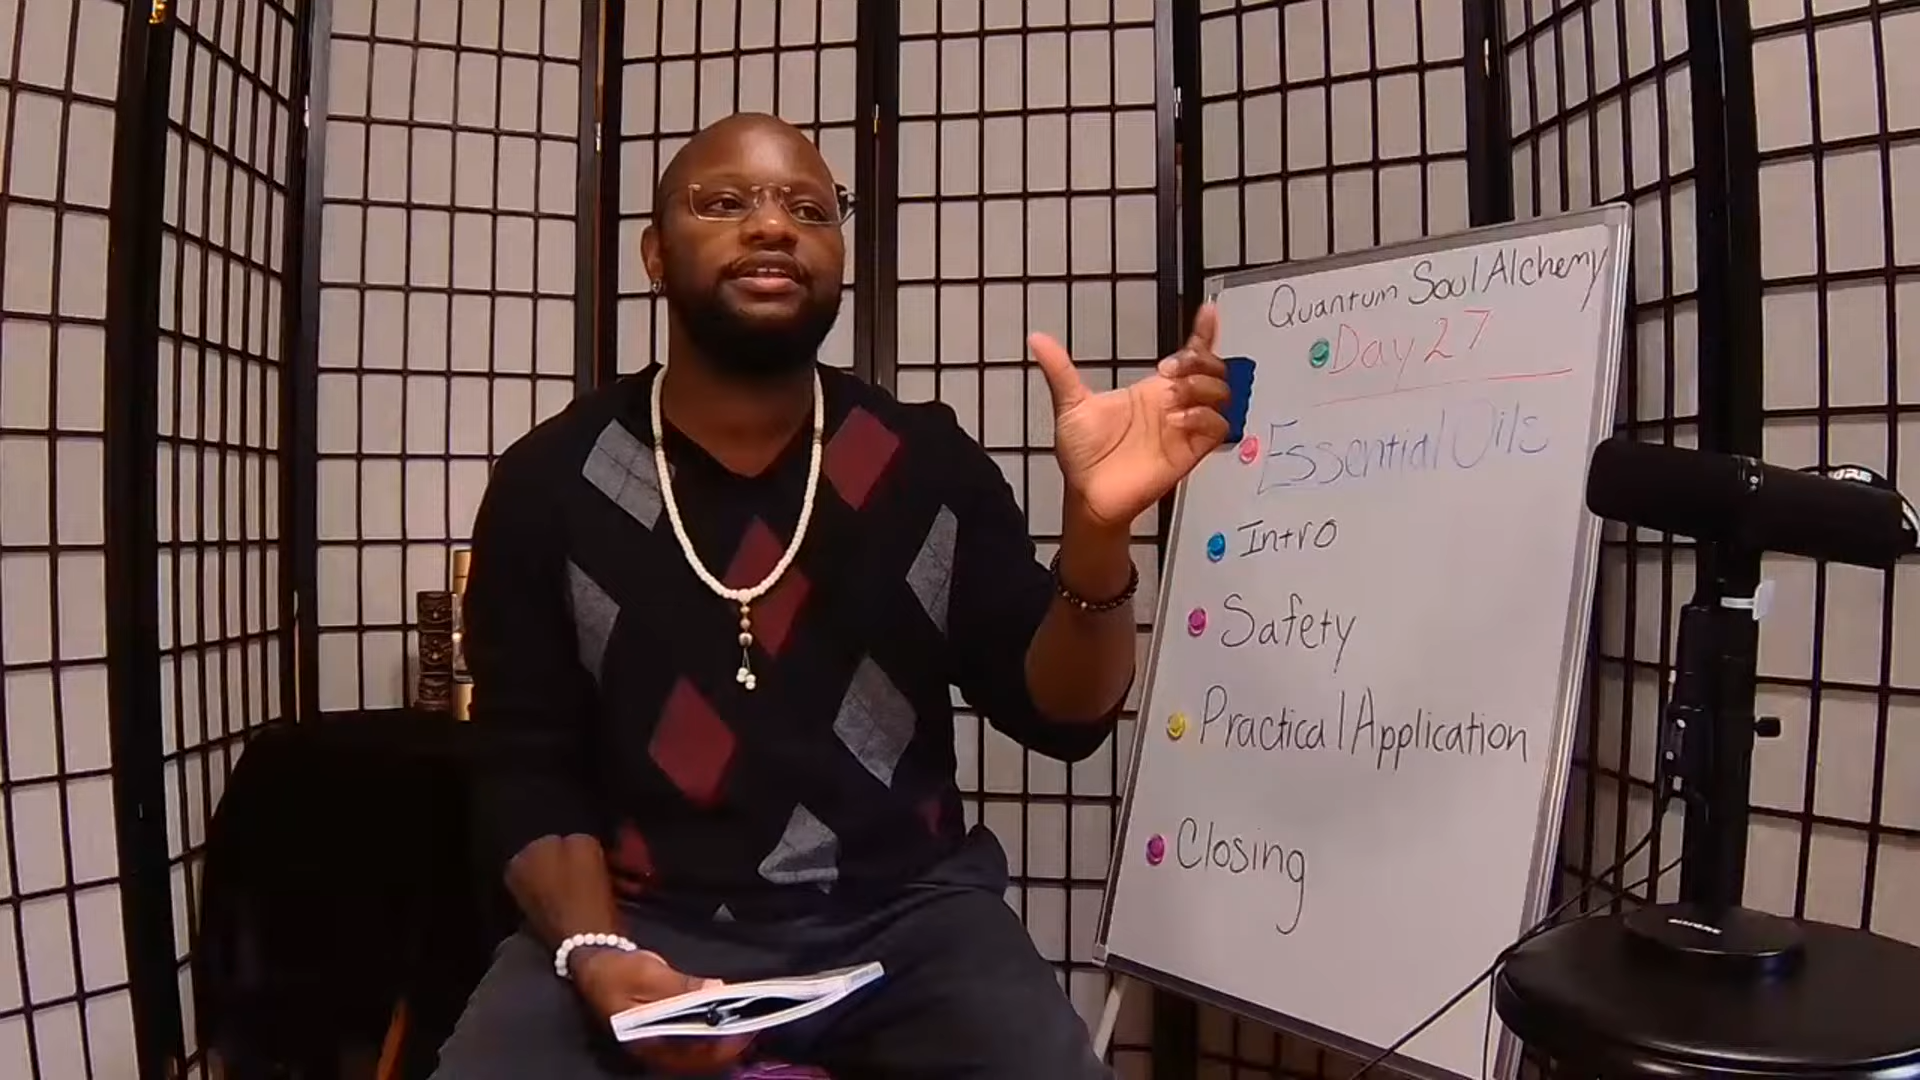 Quantum Soul Alchemy
Day 27
Essential Oils
Intro
Safety
Practical Application
Closing